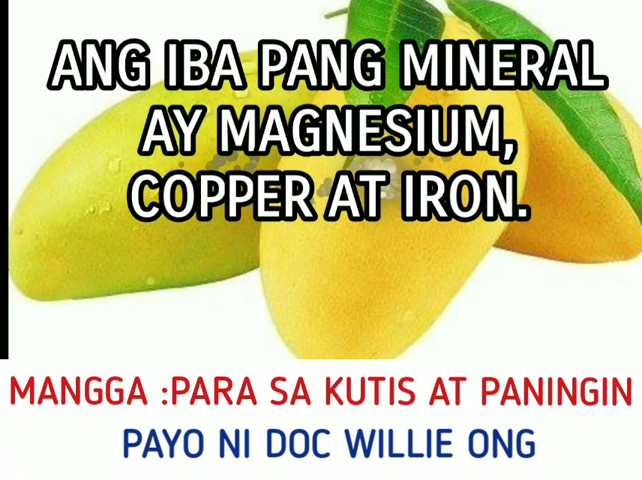 ANG IBA PANG MINERAL
AY MAGNESIUM,
COPPER AT IRON.
MANGGA :PARA SA KUTIS AT PANINGIN
PAYO NI DOC WILLIE ONG